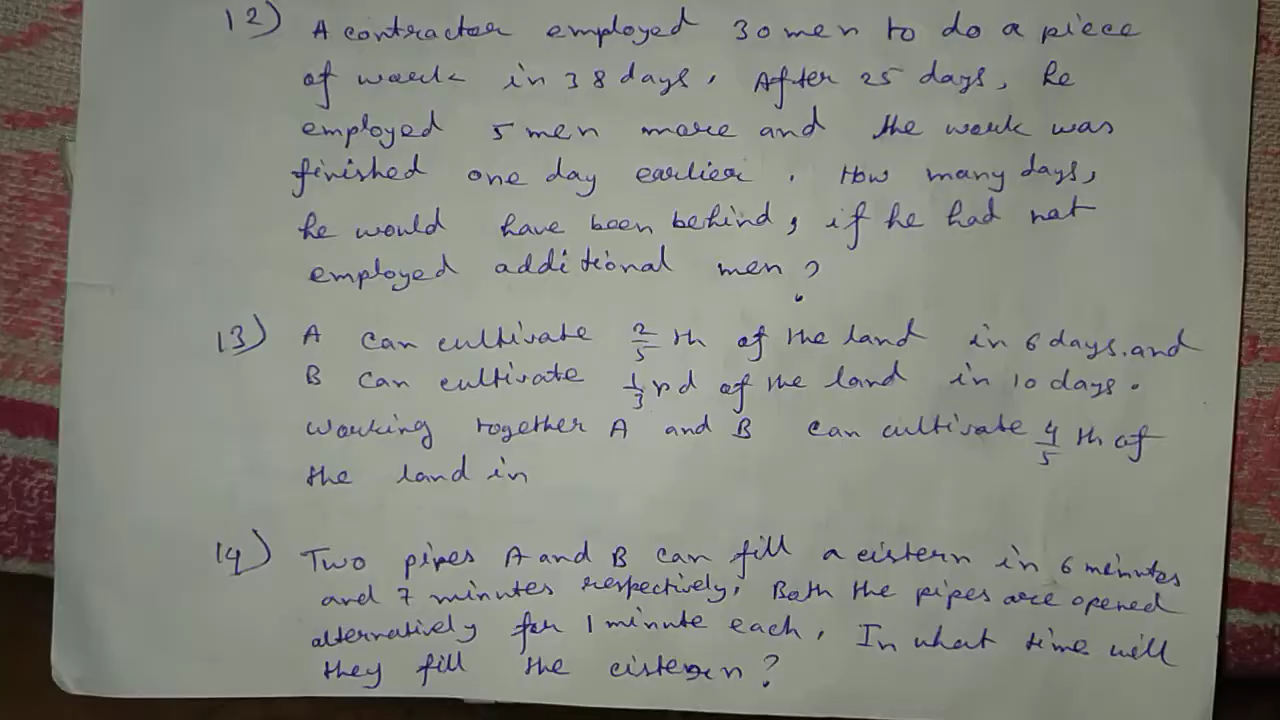 12) A contractor employed 30 men to do a piece
of work in 38 days. After 25 days, he
employed 5 men more and the work was
finished one day earlier. How many days,
he would have been behind, if he had not
employed additional men?
13) A can cultivate 2/5 th of the land in 6 days. and
B can cultivate 1/3 rd of the land in 10 days.
Working together A and B can cultivate 4/5 th of
the land in
14) Two pipes A and B can fill a cistern in 6 minutes
and 7 minutes respectively. Both the pipes are opened
alternatively for 1 minute each. In what time will
they fill the cistern?